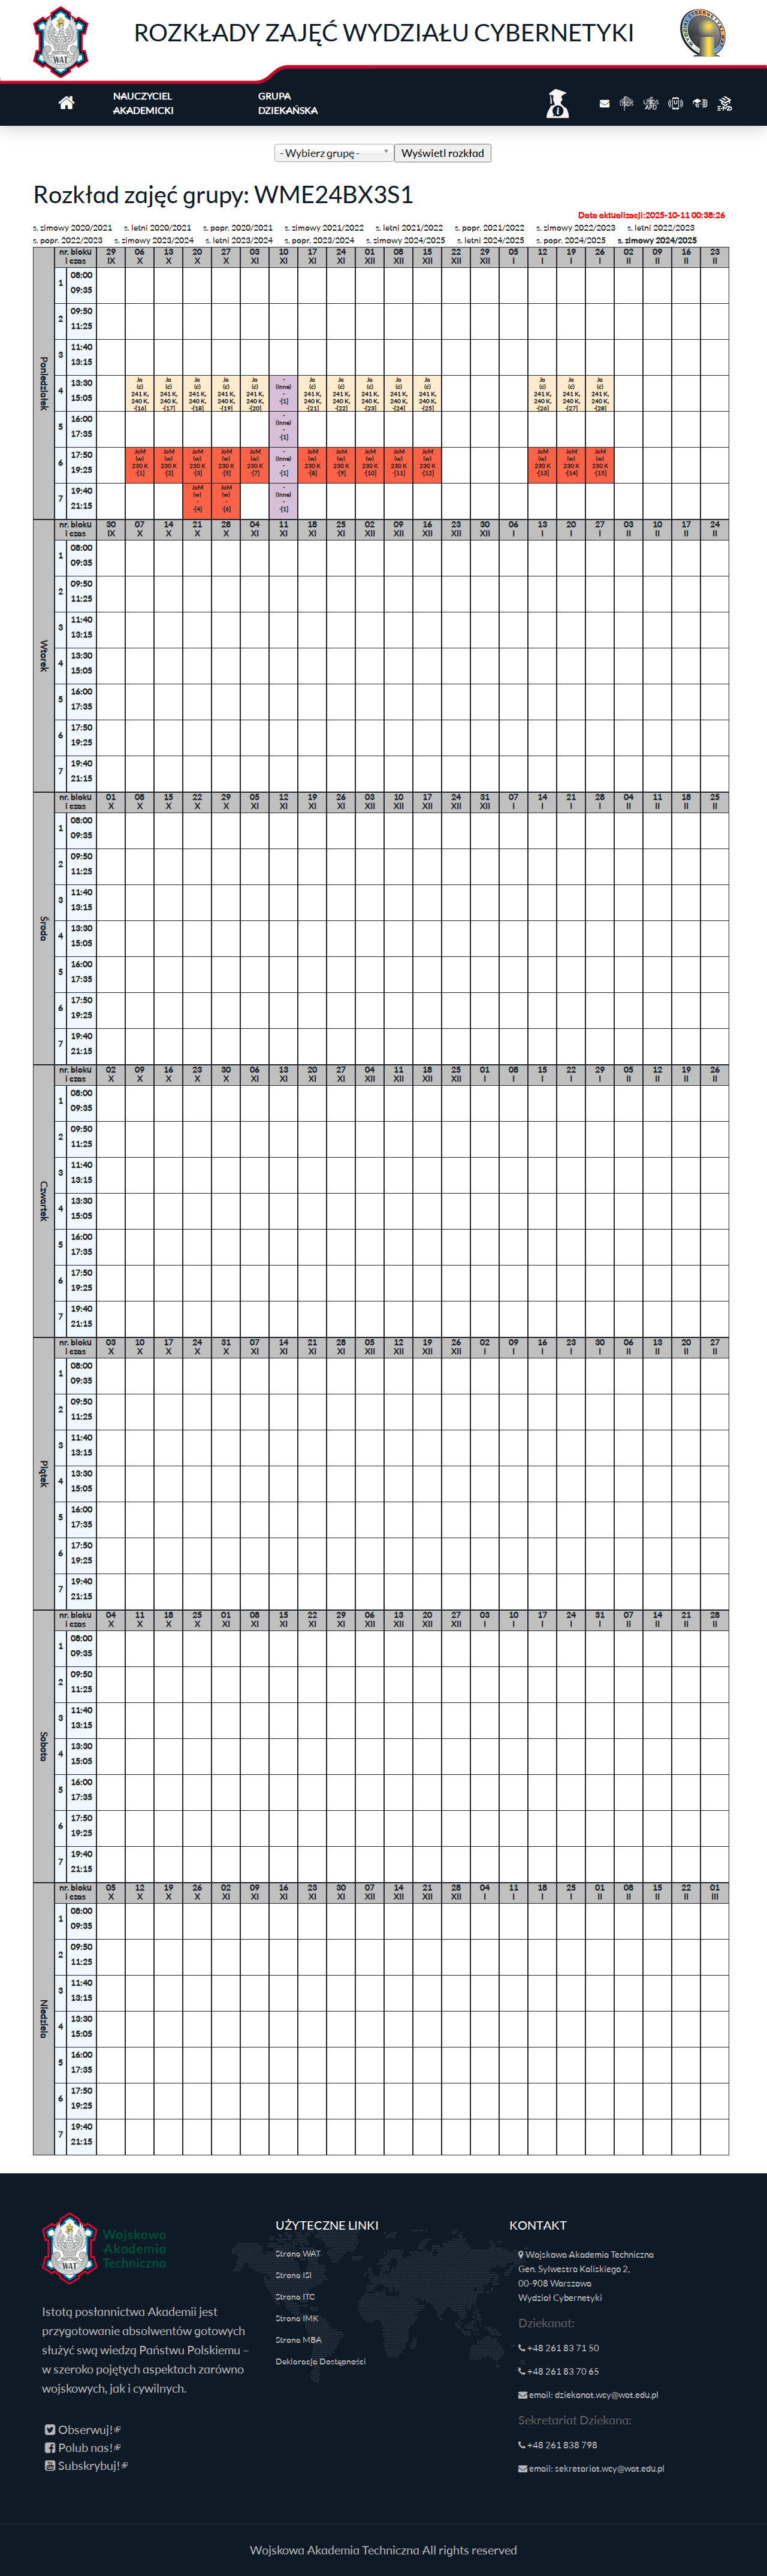 ROZKŁADY ZAJĘĆ WYDZIAŁU CYBERNETYKI
NAUCZYCIEL AKADEMICKI
GRUPA DZIEKAŃSKA
- Wybierz grupę -
Wyświetl rozkład
Rozkład zajęć grupy: WME24BX3S1
Data aktualizacji:2025-10-11 00:38:26
s. zimowy 2020/2021 s. letni 2020/2021 s. popr. 2020/2021 s. zimowy 2021/2022 s. letni 2021/2022 s. popr. 2021/2022 s. zimowy 2022/2023 s. letni 2022/2023
s. popr. 2022/2023 s. zimowy 2023/2024 s. letni 2023/2024 s. popr. 2023/2024 s. zimowy 2024/2025 s. letni 2024/2025 s. popr. 2024/2025 s. zimowy 2024/2025
Poniedziałek
nr. bloku i czas 29 IX 06 X 13 X 20 X 27 X 03 XI 10 XI 17 XI 24 XI 01 XII 08 XII 15 XII 22 XII 29 XII 05 I 12 I 19 I 26 I 02 II 09 II 16 II 23 II
1 08:00 09:35
2 09:50 11:25
3 11:40 13:15
4 13:30 15:05
Jo (ć) 241 K, 240 K, -[16]
Jo (ć) 241 K, 240 K, -[17]
Jo (ć) 241 K, 240 K, -[18]
Jo (ć) 241 K, 240 K, -[19]
Jo (ć) 241 K, 240 K, -[20]
- (inne) - -[1]
Jo (ć) 241 K, 240 K, -[21]
Jo (ć) 241 K, 240 K, -[22]
Jo (ć) 241 K, 240 K, -[23]
Jo (ć) 241 K, 240 K, -[24]
Jo (ć) 241 K, 240 K, -[25]
Jo (ć) 241 K, 240 K, -[26]
Jo (ć) 241 K, 240 K, -[27]
Jo (ć) 241 K, 240 K, -[28]
5 16:00 17:35
- (inne) - -[1]
6 17:50 19:25
JoM (w) 230 K -[1]
JoM (w) 230 K -[2]
JoM (w) 230 K -[3]
JoM (w) 230 K -[5]
JoM (w) 230 K -[7]
- (inne) - -[1]
JoM (w) 230 K -[8]
JoM (w) 230 K -[9]
JoM (w) 230 K -[10]
JoM (w) 230 K -[11]
JoM (w) 230 K -[12]
JoM (w) 230 K -[13]
JoM (w) 230 K -[14]
JoM (w) 230 K -[15]
7 19:40 21:15
JoM (w) - -[4]
JoM (w) - -[6]
- (inne) - -[1]
Wtorek
nr. bloku i czas 30 IX 07 X 14 X 21 X 28 X 04 XI 11 XI 18 XI 25 XI 02 XII 09 XII 16 XII 23 XII 30 XII 06 I 13 I 20 I 27 I 03 II 10 II 17 II 24 II
1 08:00 09:35
2 09:50 11:25
3 11:40 13:15
4 13:30 15:05
5 16:00 17:35
6 17:50 19:25
7 19:40 21:15
Środa
nr. bloku i czas 01 X 08 X 15 X 22 X 29 X 05 XI 12 XI 19 XI 26 XI 03 XII 10 XII 17 XII 24 XII 31 XII 07 I 14 I 21 I 28 I 04 II 11 II 18 II 25 II
1 08:00 09:35
2 09:50 11:25
3 11:40 13:15
4 13:30 15:05
5 16:00 17:35
6 17:50 19:25
7 19:40 21:15
Czwartek
nr. bloku i czas 02 X 09 X 16 X 23 X 30 X 06 XI 13 XI 20 XI 27 XI 04 XII 11 XII 18 XII 25 XII 01 I 08 I 15 I 22 I 29 I 05 II 12 II 19 II 26 II
1 08:00 09:35
2 09:50 11:25
3 11:40 13:15
4 13:30 15:05
5 16:00 17:35
6 17:50 19:25
7 19:40 21:15
Piątek
nr. bloku i czas 03 X 10 X 17 X 24 X 31 X 07 XI 14 XI 21 XI 28 XI 05 XII 12 XII 19 XII 26 XII 02 I 09 I 16 I 23 I 30 I 06 II 13 II 20 II 27 II
1 08:00 09:35
2 09:50 11:25
3 11:40 13:15
4 13:30 15:05
5 16:00 17:35
6 17:50 19:25
7 19:40 21:15
Sobota
nr. bloku i czas 04 X 11 X 18 X 25 X 01 XI 08 XI 15 XI 22 XI 29 XI 06 XII 13 XII 20 XII 27 XII 03 I 10 I 17 I 24 I 31 I 07 II 14 II 21 II 28 II
1 08:00 09:35
2 09:50 11:25
3 11:40 13:15
4 13:30 15:05
5 16:00 17:35
6 17:50 19:25
7 19:40 21:15
Niedziela
nr. bloku i czas 05 X 12 X 19 X 26 X 02 XI 09 XI 16 XI 23 XI 30 XI 07 XII 14 XII 21 XII 28 XII 04 I 11 I 18 I 25 I 01 II 08 II 15 II 22 II 01 III
1 08:00 09:35
2 09:50 11:25
3 11:40 13:15
4 13:30 15:05
5 16:00 17:35
6 17:50 19:25
7 19:40 21:15
WAT
Wojskowa
Akademia
Techniczna
Istotą posłannictwa Akademii jest
przygotowanie absolwentów gotowych
służyć swą wiedzą Państwu Polskiemu –
w szeroko pojętych aspektach zarówno
wojskowych, jak i cywilnych.
Obserwuj!
Polub nas!
Subskrybuj!
UŻYTECZNE LINKI
Strona WAT
Strona ISI
Strona ITC
Strona IMK
Strona MBA
Deklaracja Dostępności
KONTAKT
Wojskowa Akademia Techniczna
Gen. Sylwestra Kaliskiego 2,
00-908 Warszawa
Wydział Cybernetyki
Dziekanat:
+48 261 83 71 50
+48 261 83 70 65
email: dziekanat.wcy@wat.edu.pl
Sekretariat Dziekana:
+48 261 838 798
email: sekretariat.wcy@wat.edu.pl
Wojskowa Akademia Techniczna All rights reserved